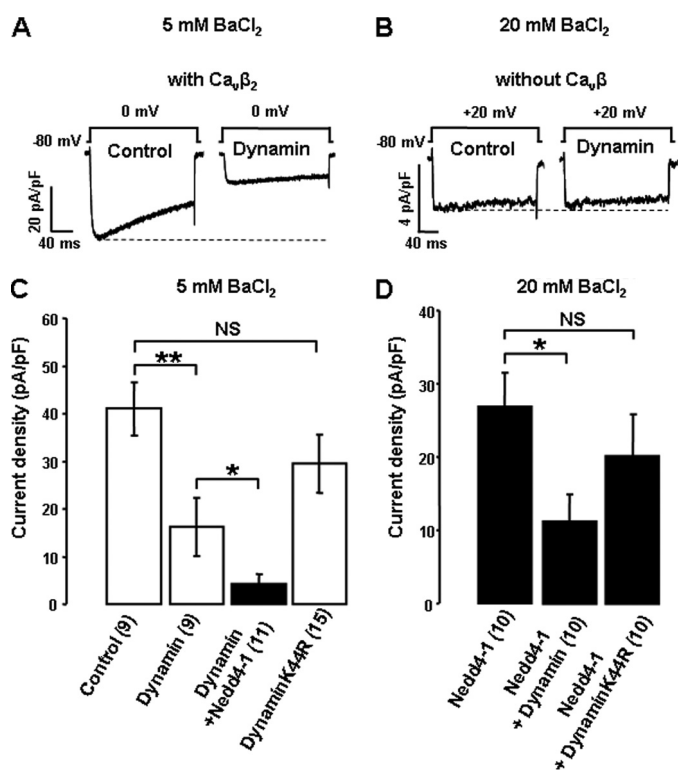 A
5 mM BaCl2
with Cavβ2
0 mV
0 mV
-80 mV
Control
Dynamin
20 pA/pF
40 ms
B
20 mM BaCl2
without Cavβ
+20 mV
+20 mV
-80 mV
Control
Dynamin
4 pA/pF
40 ms
C
5 mM BaCl2
Current density (pA/pF)
60
50
40
30
20
10
0
NS
**
*
Control (9)
Dynamin (9)
Dynamin
+Nedd4-1 (11)
DynaminK44R (15)
D
20 mM BaCl2
Current density (pA/pF)
40
30
20
10
0
NS
*
Nedd4-1 (10)
Nedd4-1
+ Dynamin (10)
Nedd4-1
+ DynaminK44R (10)